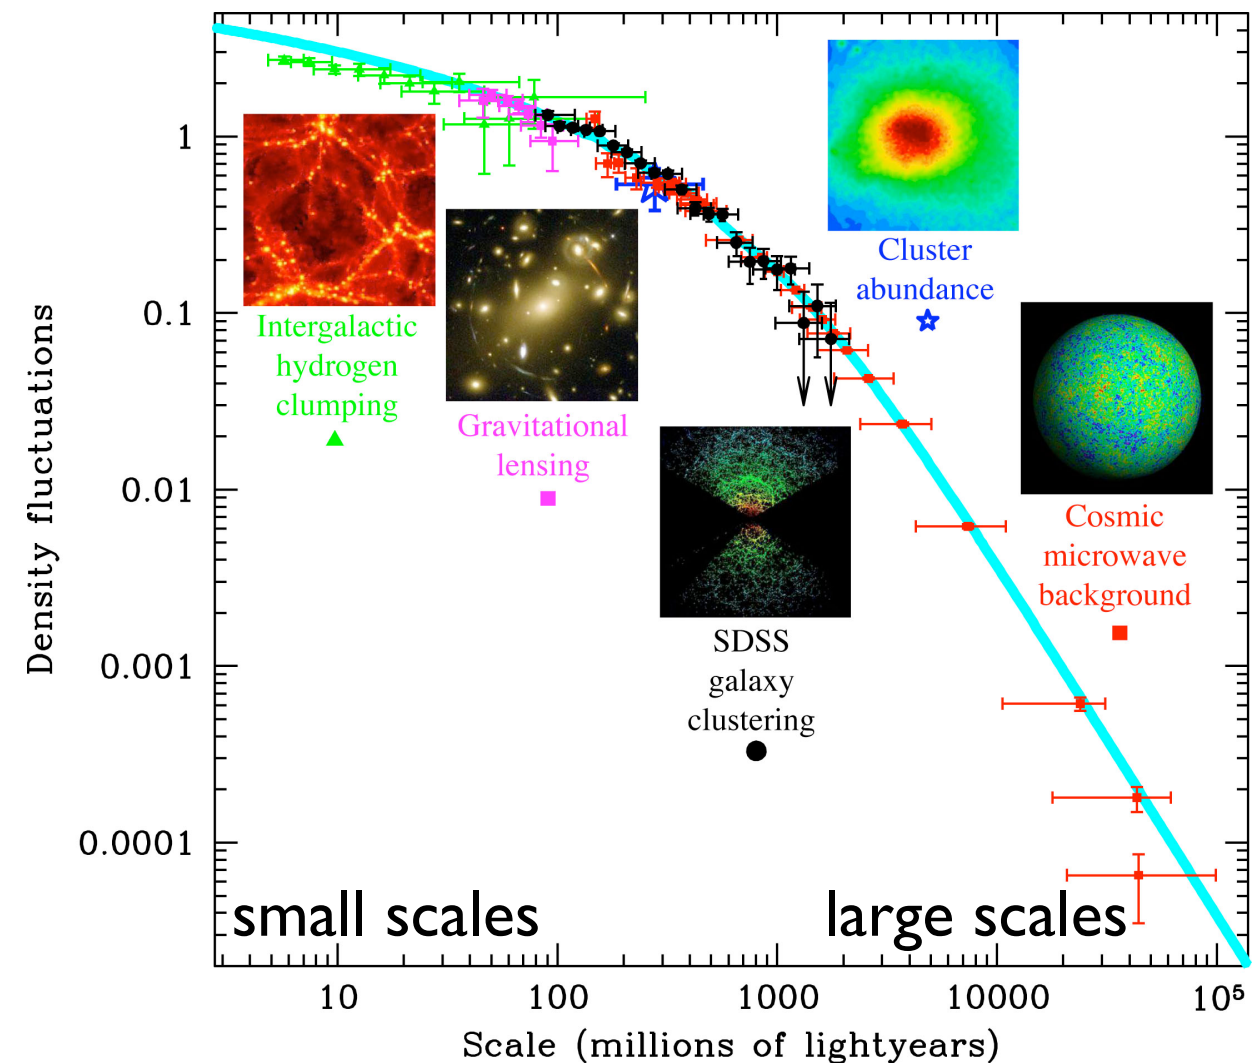 1
0.1
0.01
0.001
0.0001
Density fluctuations
Intergalactic
hydrogen
clumping
Gravitational
lensing
SDSS
galaxy
clustering
Cluster
abundance
Cosmic
microwave
background
small scales
large scales
10
100
1000
10000
10⁵
Scale (millions of lightyears)